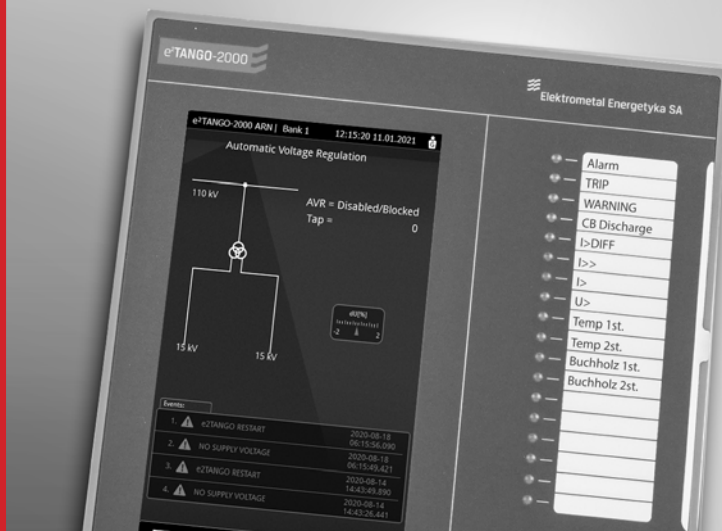 e²TANGO-2000
Elektrometal Energetyka SA
e²TANGO-2000 ARN | Bank 1 12:15:20 11.01.2021
Automatic Voltage Regulation
110 kV
AVR = Disabled/Blocked
Tap = 0
dU[%]
-2 2
15 kV 15 kV
Events:
1. e2TANGO RESTART 2020-08-18
06:15:56.090
2. NO SUPPLY VOLTAGE 2020-08-18
06:15:49.421
3. e2TANGO RESTART 2020-08-14
14:43:49.890
4. NO SUPPLY VOLTAGE 2020-08-14
14:43:26.441
Alarm
TRIP
WARNING
CB Discharge
I>DIFF
I>>
I>
U>
Temp 1st.
Temp 2st.
Buchholz 1st.
Buchholz 2st.